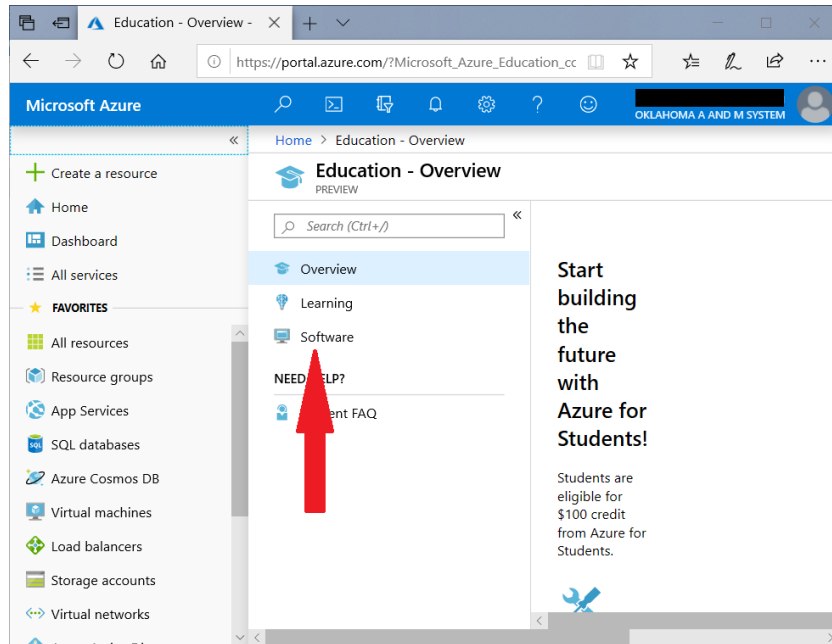 Education - Overview -
https://portal.azure.com/?Microsoft_Azure_Education_cc
Microsoft Azure
OKLAHOMA A AND M SYSTEM
Home > Education - Overview
Education - Overview
PREVIEW
Create a resource
Home
Dashboard
All services
FAVORITES
All resources
Resource groups
App Services
SQL databases
Azure Cosmos DB
Virtual machines
Load balancers
Storage accounts
Virtual networks
Search (Ctrl+/)
Overview
Learning
Software
NEED HELP?
FAQ
Start
building
the
future
with
Azure for
Students!
Students are
eligible for
$100 credit
from Azure for
Students.